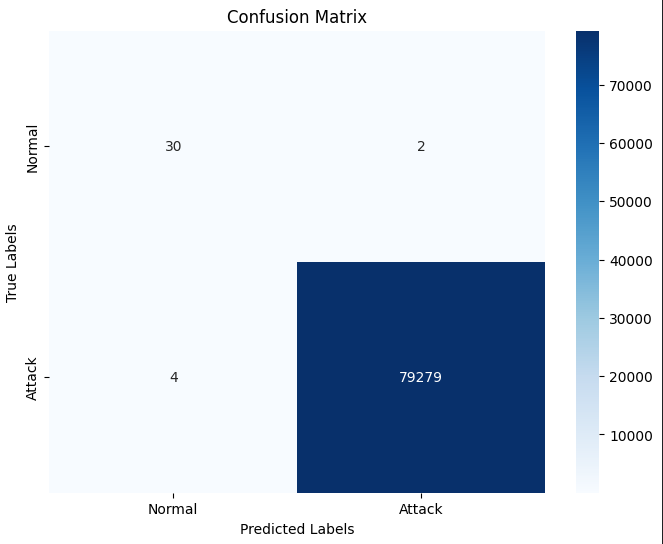 Confusion Matrix
True Labels
Normal
30
2
Attack
4
79279
Normal
Attack
Predicted Labels
70000
60000
50000
40000
30000
20000
10000